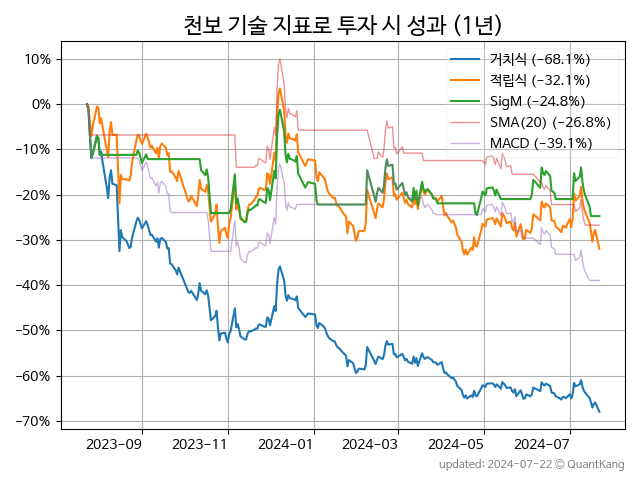 천보 기술 지표로 투자 시 성과 (1년)
거치식 (−68.1%)
적립식 (−32.1%)
SigM (−24.8%)
SMA(20) (−26.8%)
MACD (−39.1%)
10%
0%
−10%
−20%
−30%
−40%
−50%
−60%
−70%
2023-09 2023-11 2024-01 2024-03 2024-05 2024-07
updated: 2024-07-22 © QuantKang